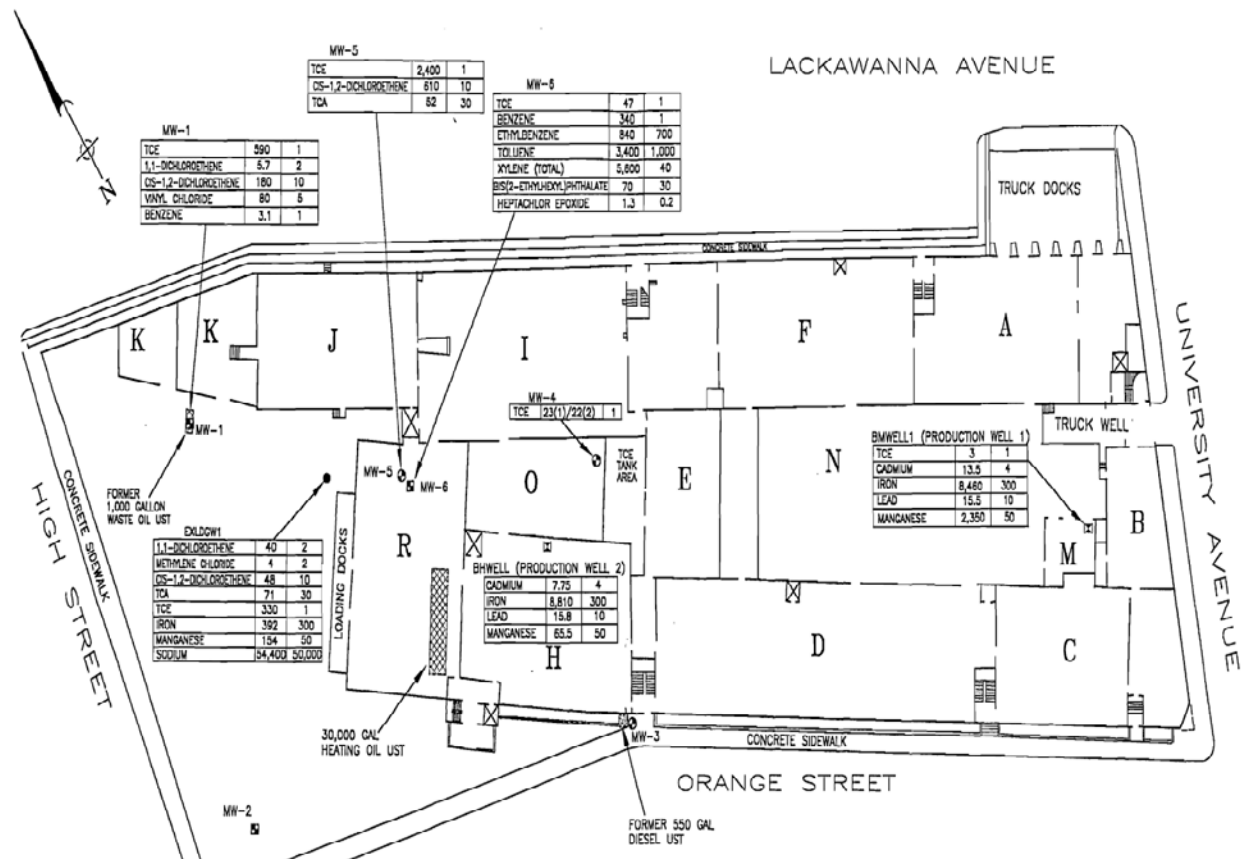 LACKAWANNA AVENUE
N
MW-5
TCE 2,400 1
CIS-1,2-DICHLOROETHENE 610 10
TCA 52 30
MW-6
TCE 47 1
BENZENE 340 1
ETHYLBENZENE 840 700
TOLUENE 3,400 1,000
XYLENE (TOTAL) 5,600 40
BIS(2-ETHYLHEXYL)PHTHALATE 70 30
HEPTACHLOR EPOXIDE 1.3 0.2
MW-1
TCE 590 1
1,1-DICHLOROETHENE 5.7 2
CIS-1,2-DICHLOROETHENE 160 10
VINYL CHLORIDE 80 5
BENZENE 3.1 1
TRUCK DOCKS
CONCRETE SIDEWALK
K
K
J
I
F
A
UNIVERSITY AVENUE
MW-4
TCE 23(1)/22(2) 1
MW-1
TRUCK WELL
FORMER
1,000 GALLON
WASTE OIL UST
MW-5
MW-6
O
TCE
TANK
AREA
E
N
BMWELL1 (PRODUCTION WELL 1)
TCE 3 1
CADMIUM 13.5 4
IRON 8,460 300
LEAD 15.5 10
MANGANESE 2,350 50
B
M
HIGH STREET
CONCRETE SIDEWALK
EXLDGW1
1,1-DICHLOROETHENE 40 2
METHYLENE CHLORIDE 4 2
CIS-1,2-DICHLOROETHENE 48 10
TCA 71 30
TCE 330 1
IRON 392 300
MANGANESE 154 50
SODIUM 54,400 50,000
LOADING DOCKS
R
BHWELL (PRODUCTION WELL 2)
CADMIUM 7.75 4
IRON 8,810 300
LEAD 15.8 10
MANGANESE 65.5 50
H
D
C
30,000 GAL
HEATING OIL UST
MW-3
CONCRETE SIDEWALK
ORANGE STREET
MW-2
FORMER 550 GAL
DIESEL UST